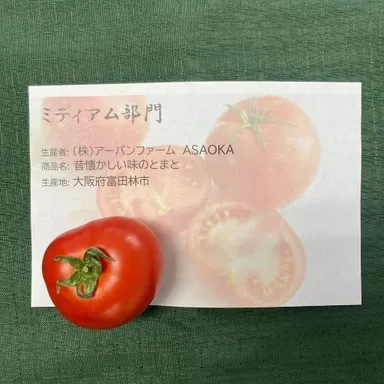 ミディアム部門
生産者: (株)アーバンファーム ASAOKA
商品名: 昔懐かしい味のとまと
生産地: 大阪府富田林市